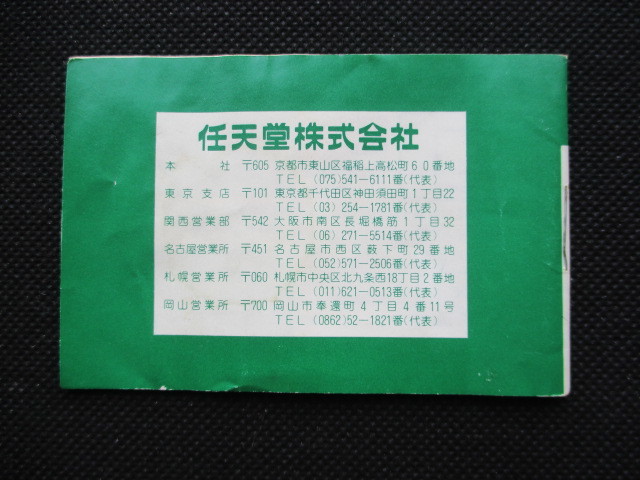 任天堂株式会社
本社 〒605 京都市東山区福稲上高松町60番地
TEL (075)541-6111番(代表)
東京支店 〒101 東京都千代田区神田須田町1丁目22
TEL (03) 254-1781番(代表)
関西営業部 〒542 大阪市南区長堀橋筋1丁目32
TEL (06) 271-5514番(代表)
名古屋営業所 〒451 名古屋市西区薮下町29番地
TEL (052)571-2506番(代表)
札幌営業所 〒060 札幌市中央区北九条西18丁目2番地
TEL (011)621-0513番(代表)
岡山営業所 〒700 岡山市奉還町4丁目4番11号
TEL (0862)52-1821番(代表)